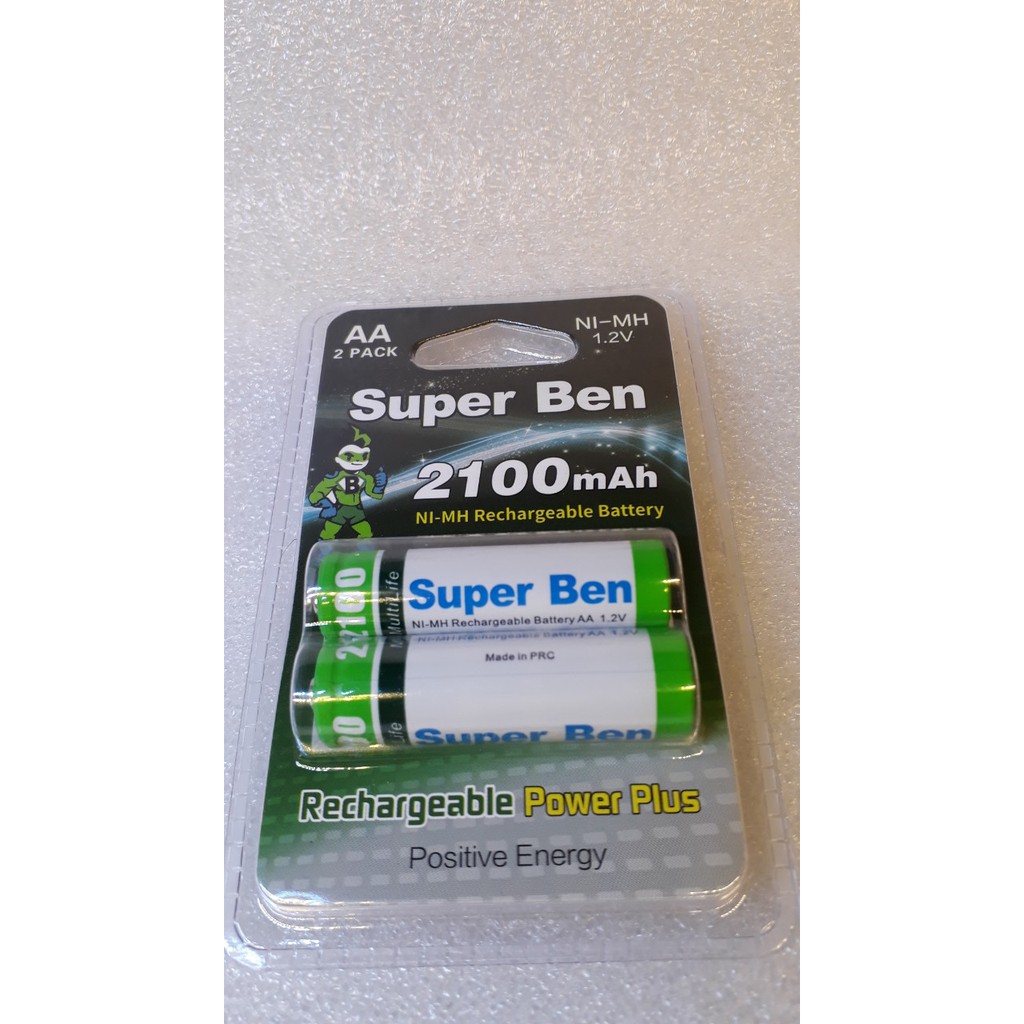 AA
2 PACK
NI-MH
1.2V
Super Ben
B
2100mAh
NI-MH Rechargeable Battery
2100
MultiLife
Super Ben
NI-MH Rechargeable Battery AA 1.2V
Made in PRC
Super Ben
Rechargeable Power Plus
Positive Energy